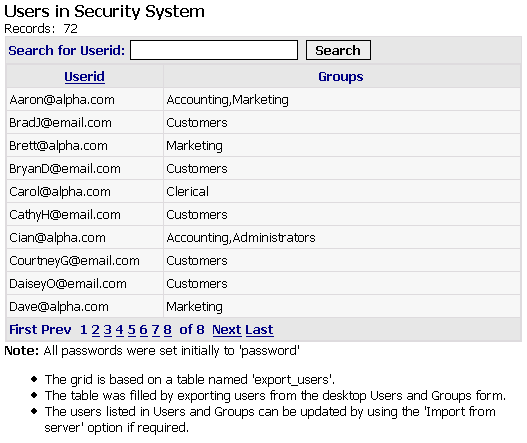 Users in Security System
Records: 72
Search for Userid: Search
Userid Groups
Aaron@alpha.com Accounting,Marketing
BradJ@email.com Customers
Brett@alpha.com Marketing
BryanD@email.com Customers
Carol@alpha.com Clerical
CathyH@email.com Customers
Cian@alpha.com Accounting,Administrators
CourtneyG@email.com Customers
DaiseyO@email.com Customers
Dave@alpha.com Marketing
First Prev 1 2 3 4 5 6 7 8 of 8 Next Last
Note: All passwords were set initially to 'password'
• The grid is based on a table named 'export_users'.
• The table was filled by exporting users from the desktop Users and Groups form.
• The users listed in Users and Groups can be updated by using the 'Import from
server' option if required.